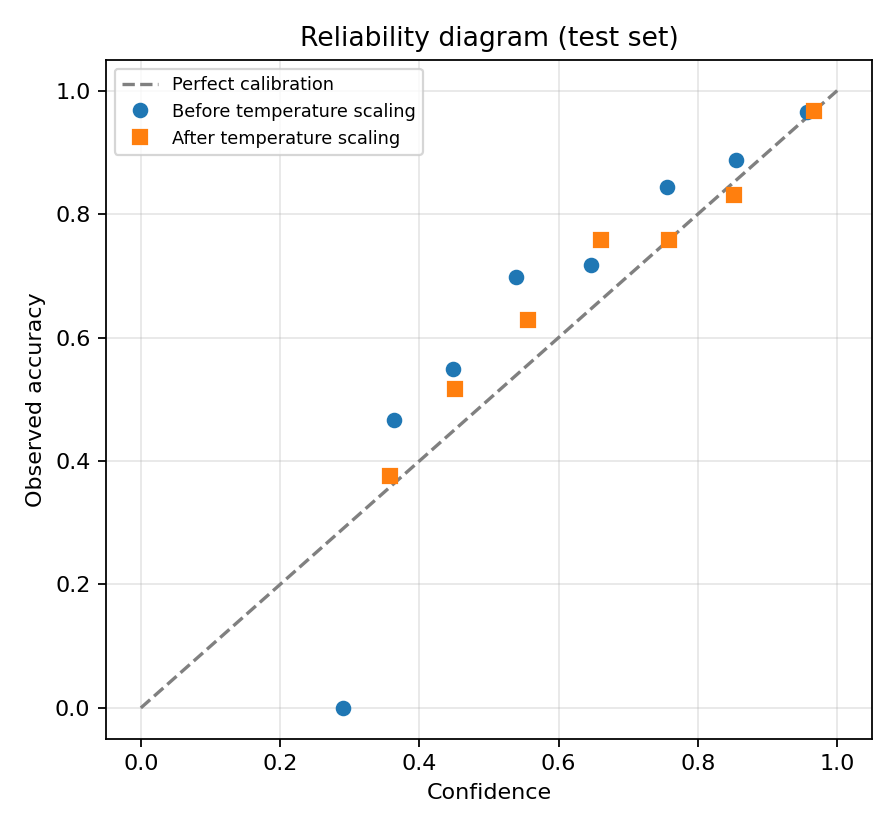 Reliability diagram (test set)
Perfect calibration
Before temperature scaling
After temperature scaling
1.0
0.8
0.6
0.4
0.2
0.0
Observed accuracy
0.0 0.2 0.4 0.6 0.8 1.0
Confidence